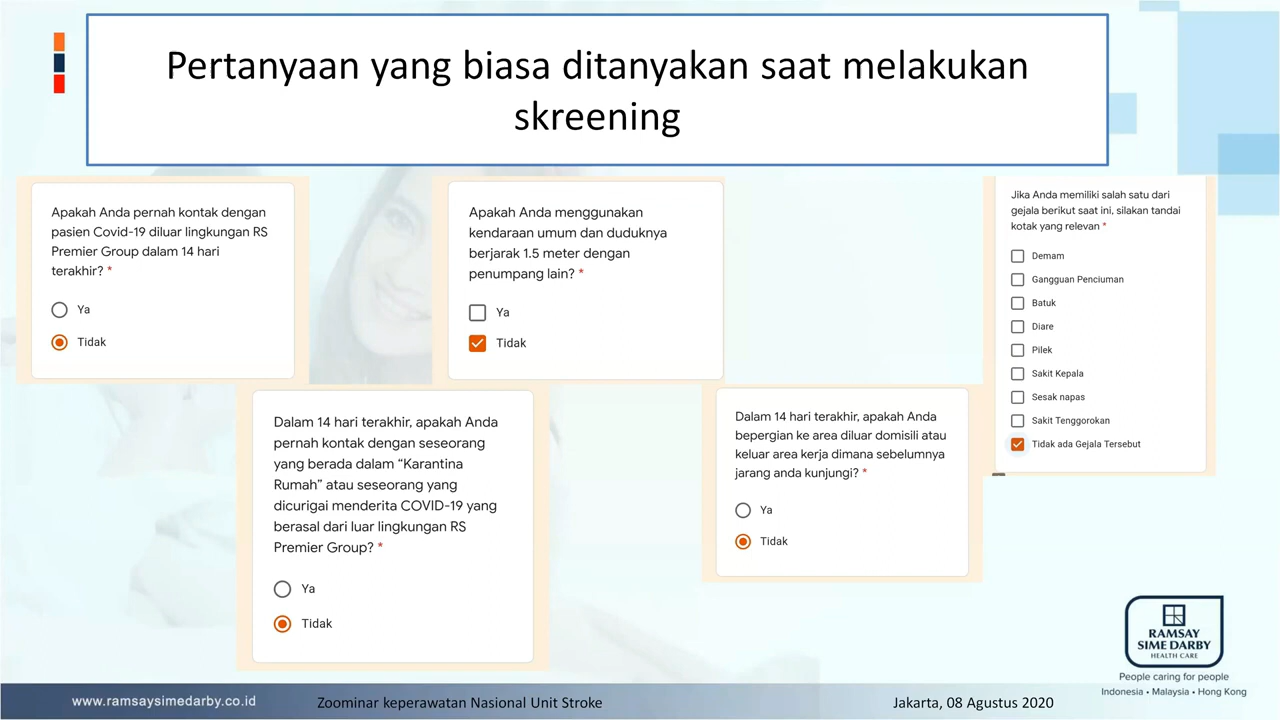 Pertanyaan yang biasa ditanyakan saat melakukan
skreening
Apakah Anda pernah kontak dengan
pasien Covid-19 diluar lingkungan RS
Premier Group dalam 14 hari
terakhir? *
Ya
Tidak
Apakah Anda menggunakan
kendaraan umum dan duduknya
berjarak 1.5 meter dengan
penumpang lain? *
Ya
Tidak
Jika Anda memiliki salah satu dari
gejala berikut saat ini, silakan tandai
kotak yang relevan *
Demam
Gangguan Penciuman
Batuk
Diare
Pilek
Sakit Kepala
Sesak napas
Sakit Tenggorokan
Tidak ada Gejala Tersebut
Dalam 14 hari terakhir, apakah Anda
pernah kontak dengan seseorang
yang berada dalam “Karantina
Rumah” atau seseorang yang
dicurigai menderita COVID-19 yang
berasal dari luar lingkungan RS
Premier Group? *
Ya
Tidak
Dalam 14 hari terakhir, apakah Anda
bepergian ke area diluar domisili atau
keluar area kerja dimana sebelumnya
jarang anda kunjungi? *
Ya
Tidak
RAMSAY
SIME DARBY
HEALTH CARE
People caring for people
Indonesia • Malaysia • Hong Kong
www.ramsaysimedarby.co.id
Zoominar keperawatan Nasional Unit Stroke
Jakarta, 08 Agustus 2020